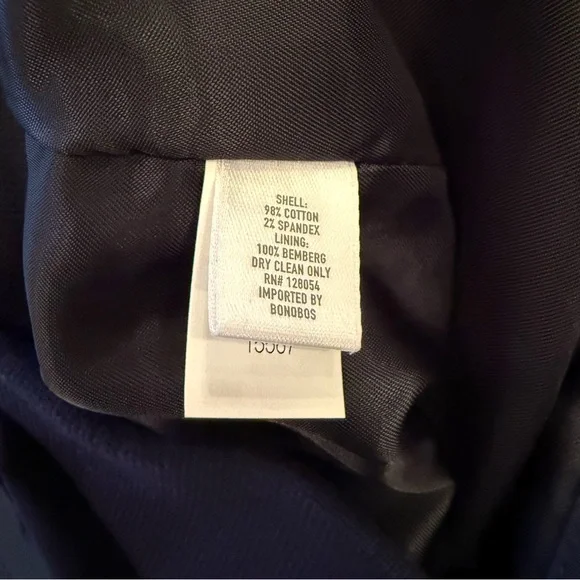 SHELL:
98% COTTON
2% SPANDEX
LINING:
100% BEMBERG
DRY CLEAN ONLY
RN# 128054
IMPORTED BY
BONOBOS